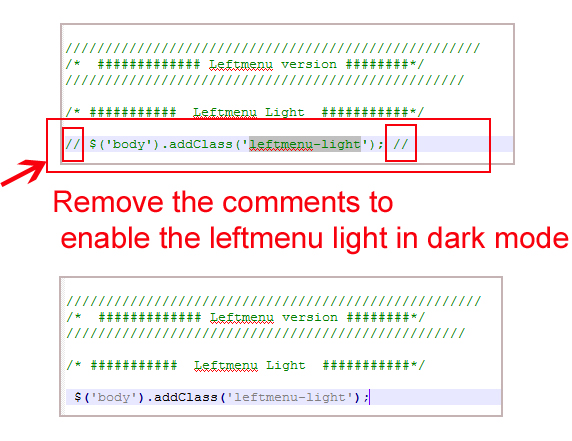 ////////////////////////////////////////////////////
/* ############# Leftmenu version ########*/
//////////////////////////////////////////////////
/* ########### Leftmenu Light ###########*/
// $('body').addClass('leftmenu-light'); //
Remove the comments to
enable the leftmenu light in dark mode
////////////////////////////////////////////////////
/* ############# Leftmenu version ########*/
//////////////////////////////////////////////////
/* ########### Leftmenu Light ###########*/
$('body').addClass('leftmenu-light');